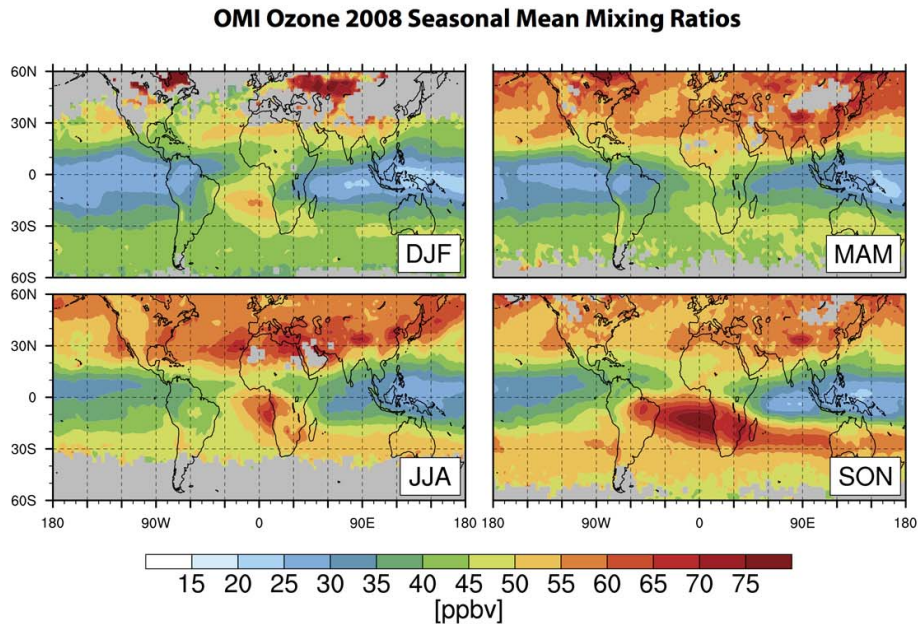 OMI Ozone 2008 Seasonal Mean Mixing Ratios
60N
30N
0
30S
60S
DJF
MAM
60N
30N
0
30S
60S
JJA
SON
180 90W 0 90E 180 180 90W 0 90E 180
15 20 25 30 35 40 45 50 55 60 65 70 75
[ppbv]